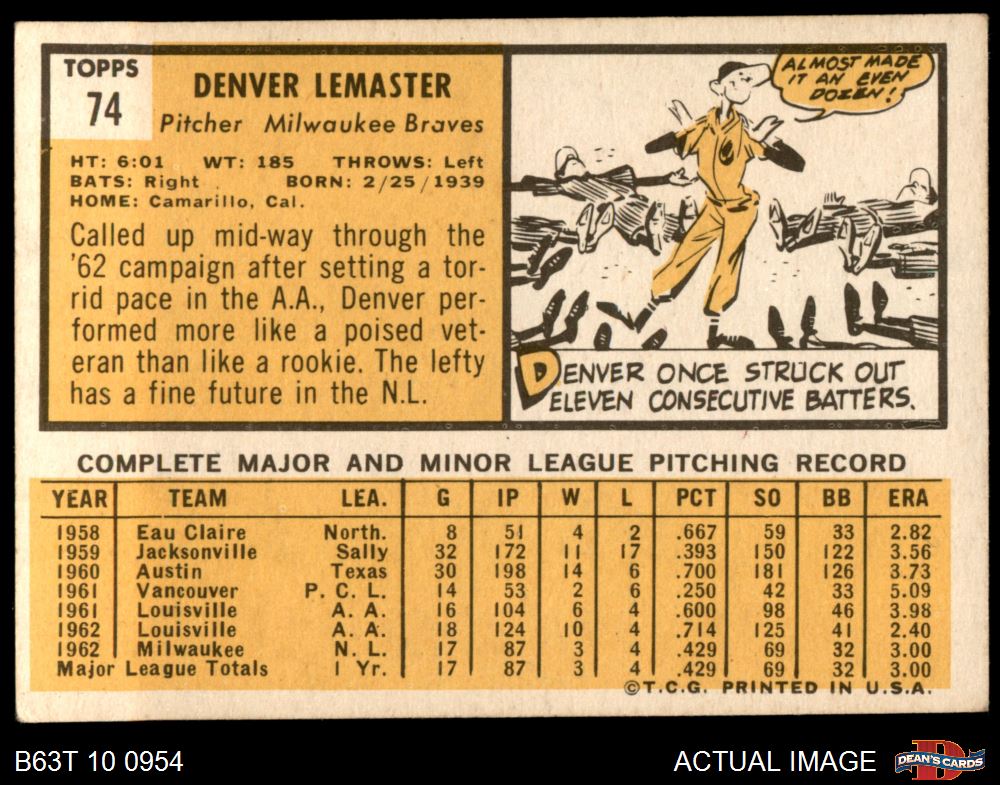 TOPPS
74
DENVER LEMASTER
Pitcher Milwaukee Braves
HT: 6:01 WT: 185 THROWS: Left
BATS: Right BORN: 2/25/1939
HOME: Camarillo, Cal.
Called up mid-way through the
'62 campaign after setting a tor-
rid pace in the A.A., Denver per-
formed more like a poised vet-
eran than like a rookie. The lefty
has a fine future in the N.L.
ALMOST MADE
IT AN EVEN
DOZEN!
DENVER ONCE STRUCK OUT
ELEVEN CONSECUTIVE BATTERS.
COMPLETE MAJOR AND MINOR LEAGUE PITCHING RECORD
YEAR TEAM LEA. G IP W L PCT SO BB ERA
1958 Eau Claire North. 8 51 4 2 .667 59 33 2.82
1959 Jacksonville Sally 32 172 11 17 .393 150 122 3.56
1960 Austin Texas 30 198 14 6 .700 181 126 3.73
1961 Vancouver P. C. L. 14 53 2 6 .250 42 33 5.09
1961 Louisville A. A. 16 104 6 4 .600 98 46 3.98
1962 Louisville A. A. 18 124 10 4 .714 125 41 2.40
1962 Milwaukee N. L. 17 87 3 4 .429 69 32 3.00
Major League Totals 1 Yr. 17 87 3 4 .429 69 32 3.00
©T.C.G. PRINTED IN U.S.A.
B63T 10 0954
ACTUAL IMAGE
DEAN'S CARDS